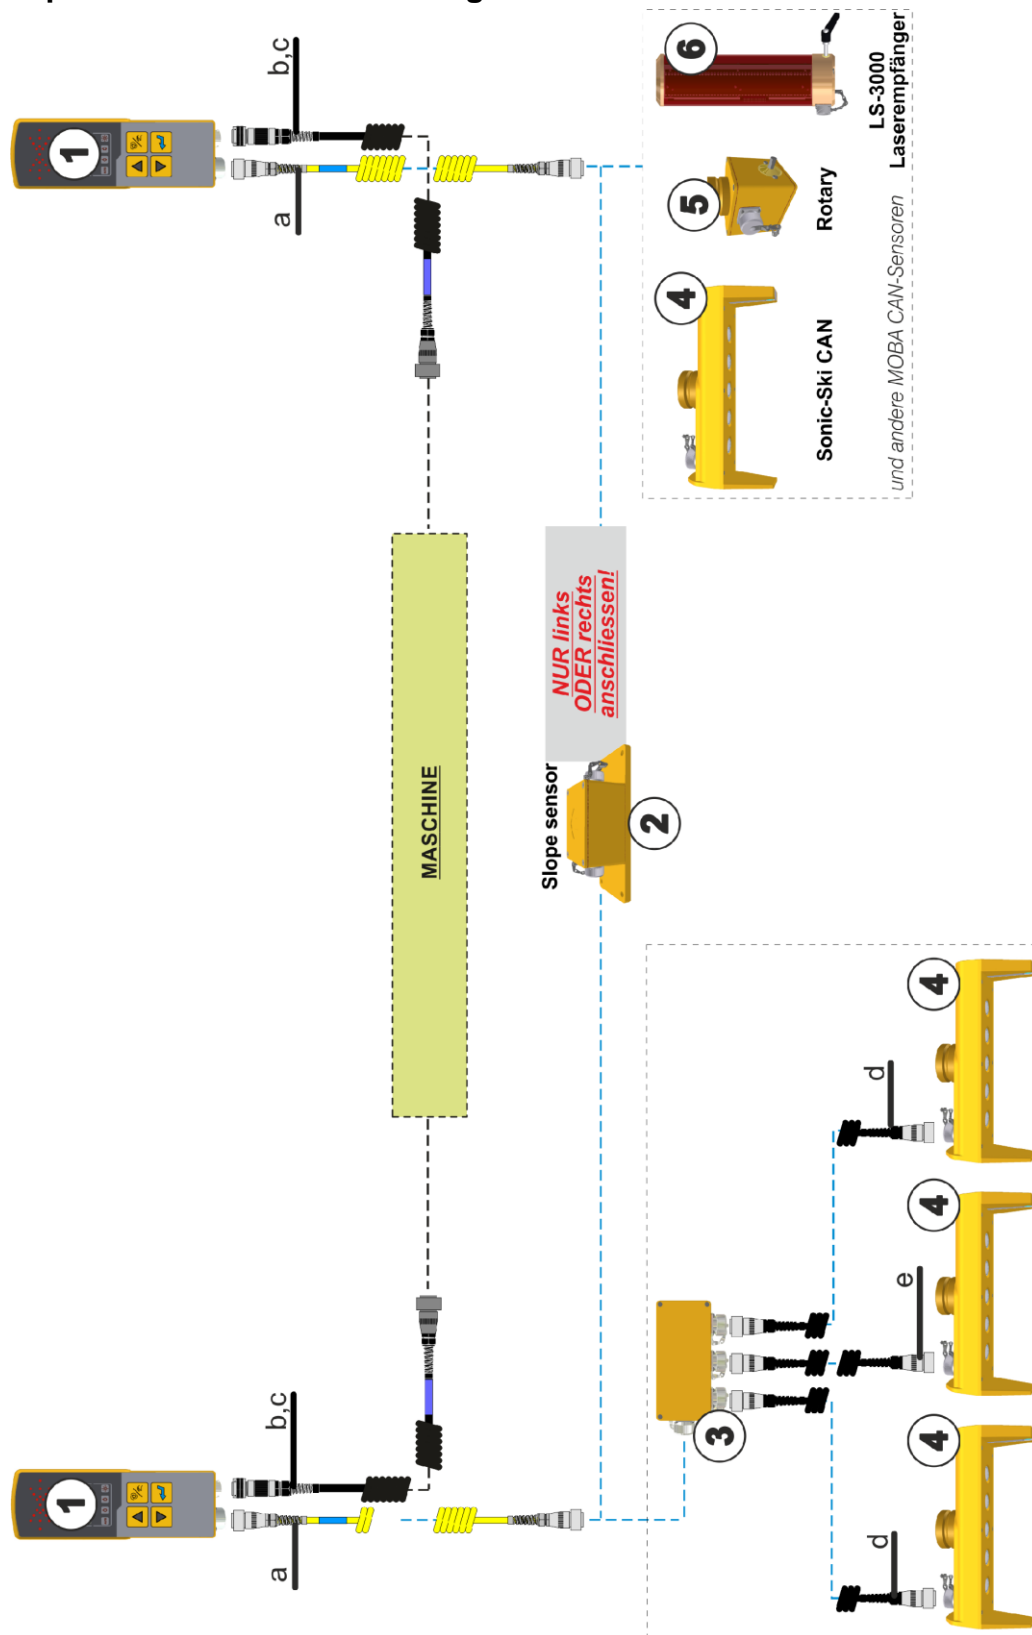 1
1
a
b,c
a
b,c
MASCHINE
Slope sensor
NUR links
ODER rechts
anschliessen!
2
4
5
6
Sonic-Ski CAN
Rotary
LS-3000
Laserempfänger
und andere MOBA CAN-Sensoren
3
d
e
d
4
4
4